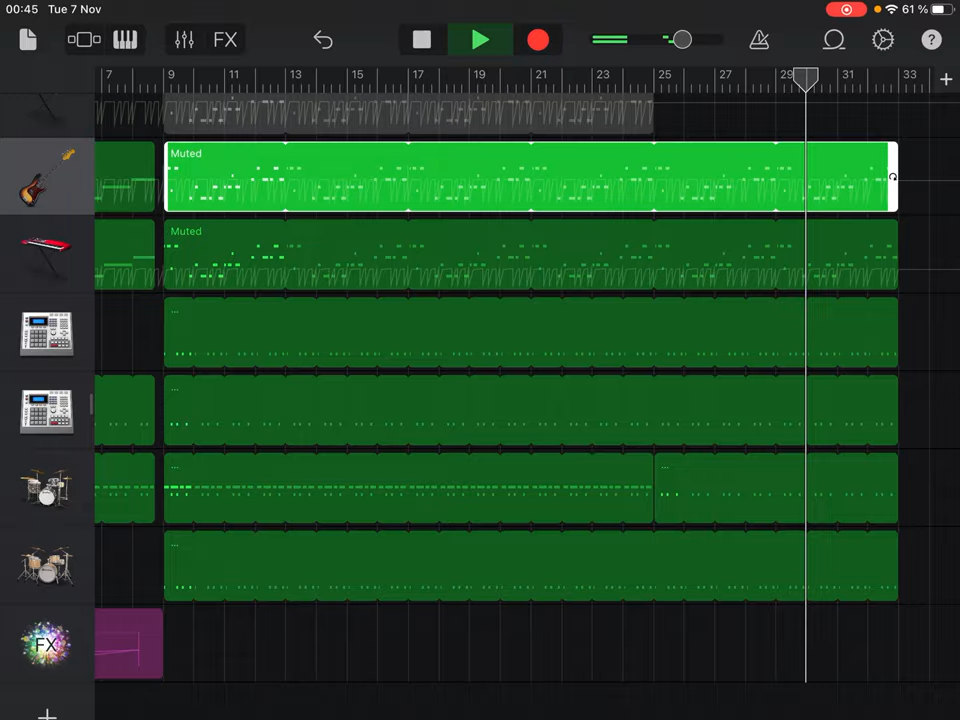 00:45 Tue 7 Nov
61 %
FX
?
7 9 11 13 15 17 19 21 23 25 27 29 31 33
+
Muted
Muted
...
...
... ...
...
FX
+